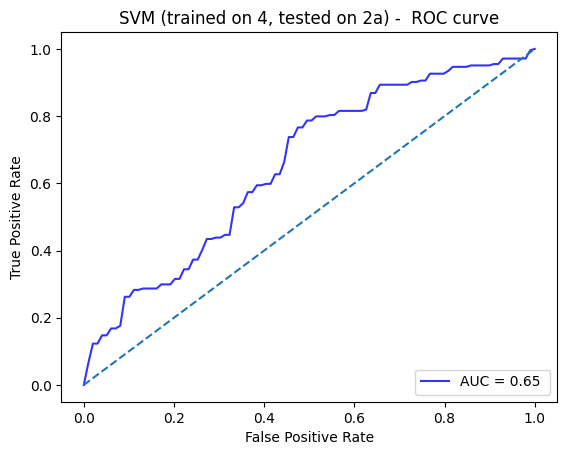 SVM (trained on 4, tested on 2a) -  ROC curve
True Positive Rate
1.0
0.8
0.6
0.4
0.2
0.0
AUC = 0.65
0.0 0.2 0.4 0.6 0.8 1.0
False Positive Rate